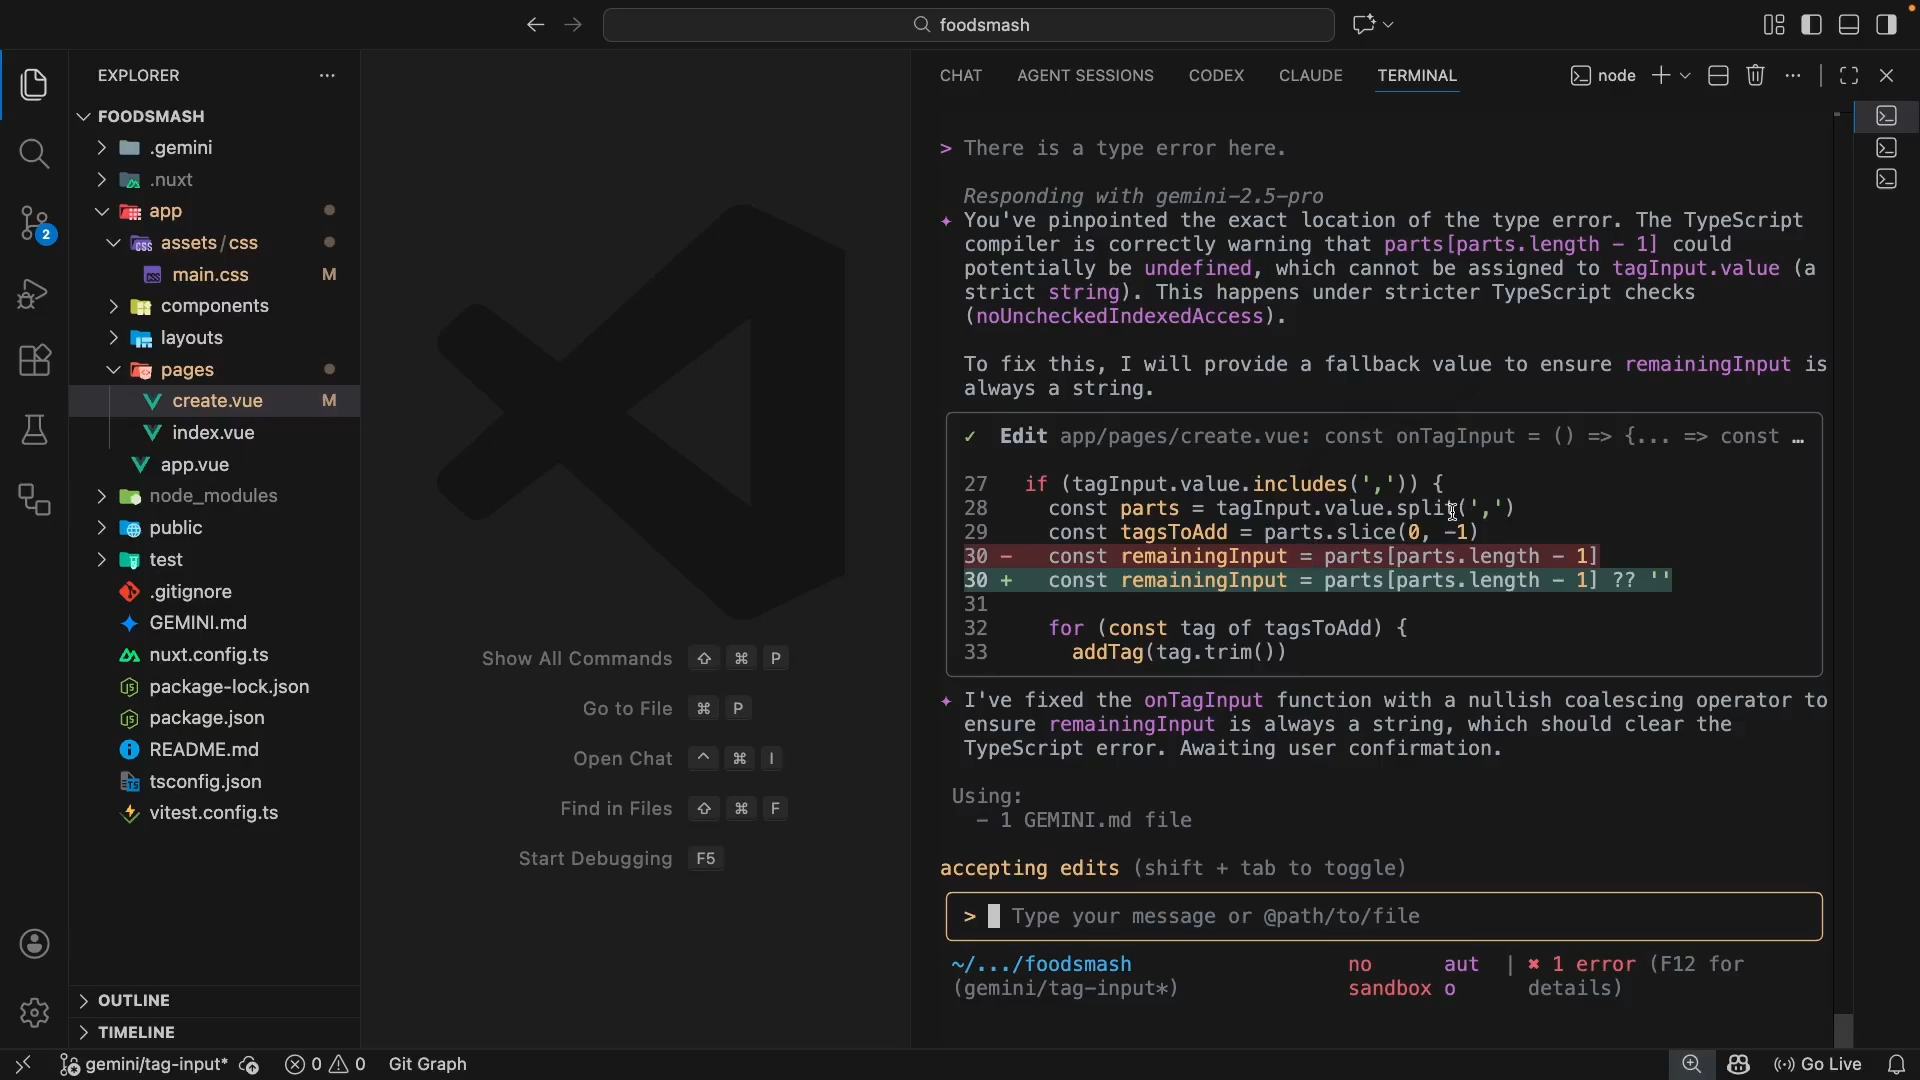 foodsmash
EXPLORER
FOODSMASH
.gemini
.nuxt
app
assets/css
main.css M
components
layouts
pages
create.vue M
index.vue
app.vue
node_modules
public
test
.gitignore
GEMINI.md
nuxt.config.ts
package-lock.json
package.json
README.md
tsconfig.json
vitest.config.ts
OUTLINE
TIMELINE
2
Show All Commands ⇧ ⌘ P
Go to File ⌘ P
Open Chat ^ ⌘ I
Find in Files ⇧ ⌘ F
Start Debugging F5
CHAT AGENT SESSIONS CODEX CLAUDE TERMINAL node
> There is a type error here.
Responding with gemini-2.5-pro
✦ You've pinpointed the exact location of the type error. The TypeScript
compiler is correctly warning that parts[parts.length - 1] could
potentially be undefined, which cannot be assigned to tagInput.value (a
strict string). This happens under stricter TypeScript checks
(noUncheckedIndexedAccess).
To fix this, I will provide a fallback value to ensure remainingInput is
always a string.
✓ Edit app/pages/create.vue: const onTagInput = () => {... => const …
27 if (tagInput.value.includes(',')) {
28 const parts = tagInput.value.split(',')
29 const tagsToAdd = parts.slice(0, -1)
30 - const remainingInput = parts[parts.length - 1]
30 + const remainingInput = parts[parts.length - 1] ?? ''
31
32 for (const tag of tagsToAdd) {
33 addTag(tag.trim())
✦ I've fixed the onTagInput function with a nullish coalescing operator to
ensure remainingInput is always a string, which should clear the
TypeScript error. Awaiting user confirmation.
Using:
- 1 GEMINI.md file
accepting edits (shift + tab to toggle)
> Type your message or @path/to/file
~/.../foodsmash no aut | ✖ 1 error (F12 for
(gemini/tag-input*) sandbox o details)
gemini/tag-input* 0 0 Git Graph Go Live